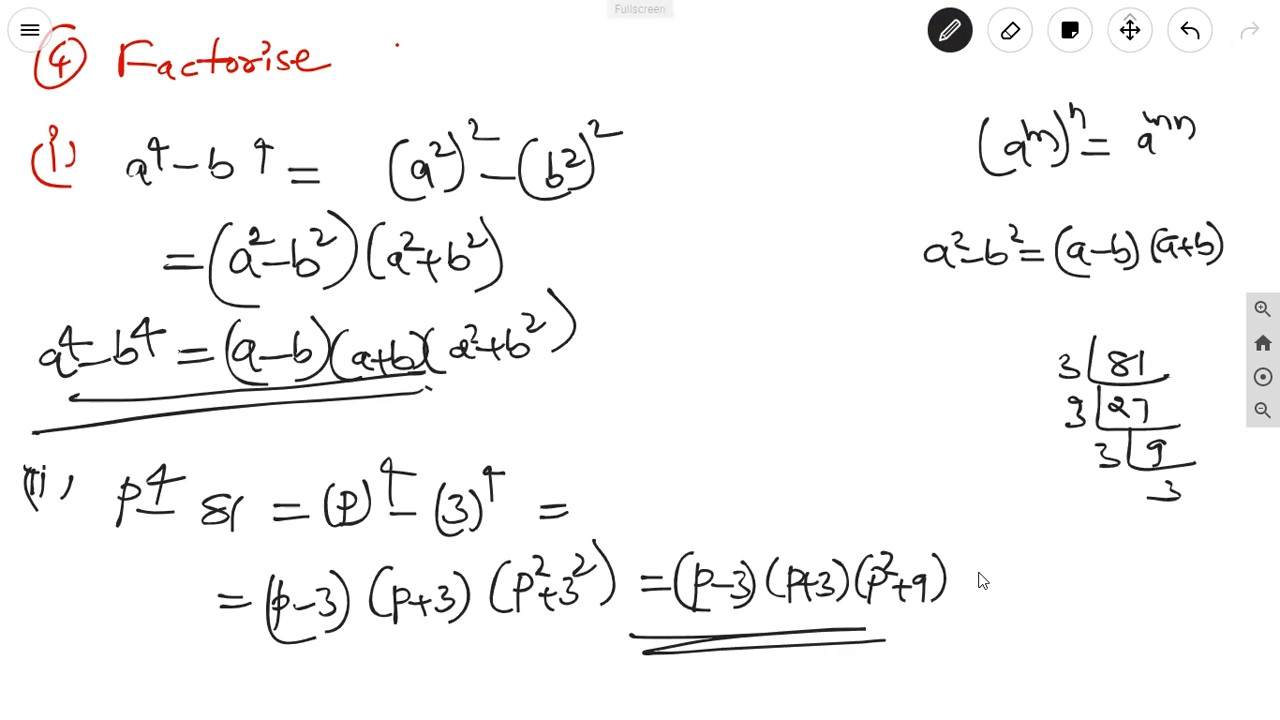 Fullscreen
④ Factorise
(i) a⁴-b⁴ = (a²)²-(b²)²
= (a²-b²)(a²+b²)
a⁴-b⁴ = (a-b)(a+b)(a²+b²)
(aᵐ)ⁿ = aᵐⁿ
a²-b² = (a-b)(a+b)
3 | 81
3 | 27
3 | 9
3
(ii) p⁴- 81 = (p)⁴-(3)⁴ =
= (p-3) (p+3) (p²+3²) = (p-3)(p+3)(p²+9)